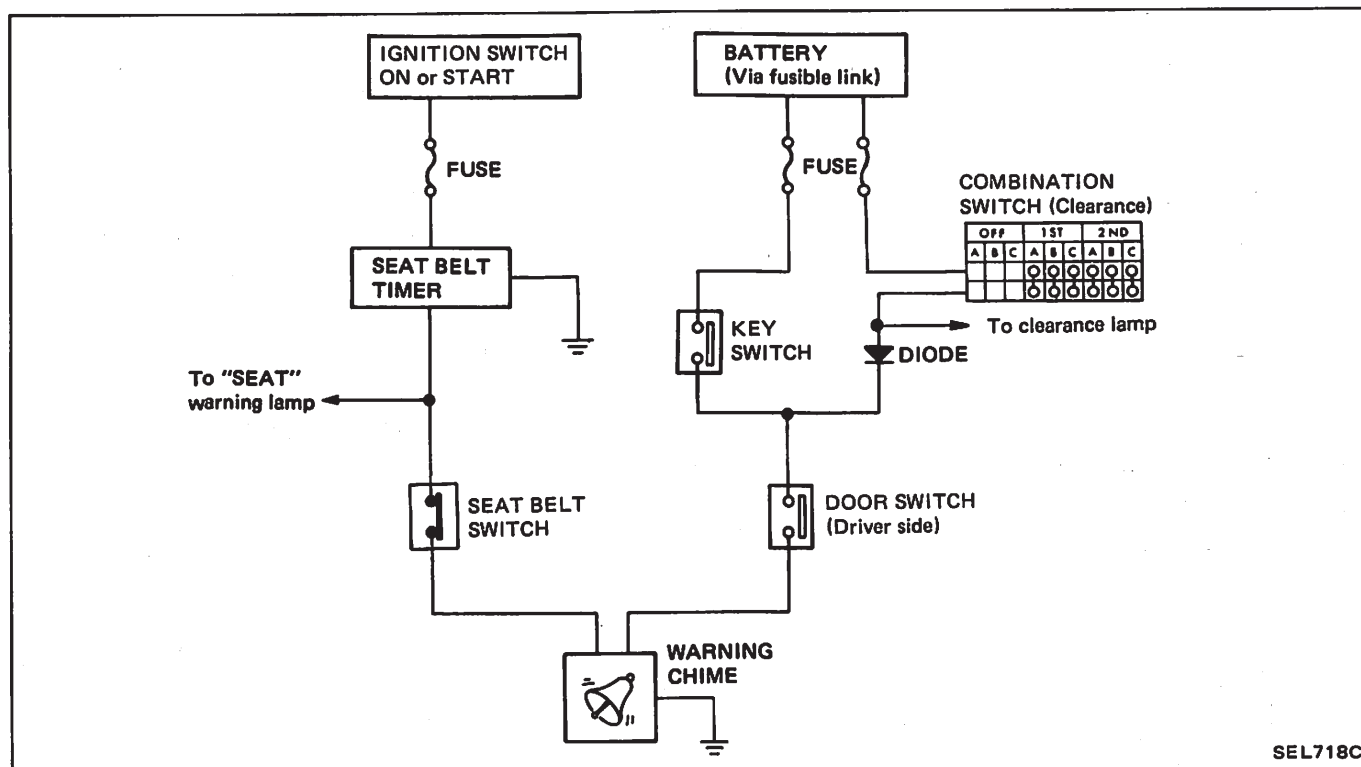 IGNITION SWITCH
ON or START
BATTERY
(Via fusible link)
FUSE
FUSE
COMBINATION
SWITCH (Clearance)
OFF 1ST 2ND
A B C A B C A B C
SEAT BELT
TIMER
KEY
SWITCH
To clearance lamp
DIODE
To "SEAT"
warning lamp
SEAT BELT
SWITCH
DOOR SWITCH
(Driver side)
WARNING
CHIME
SEL718C